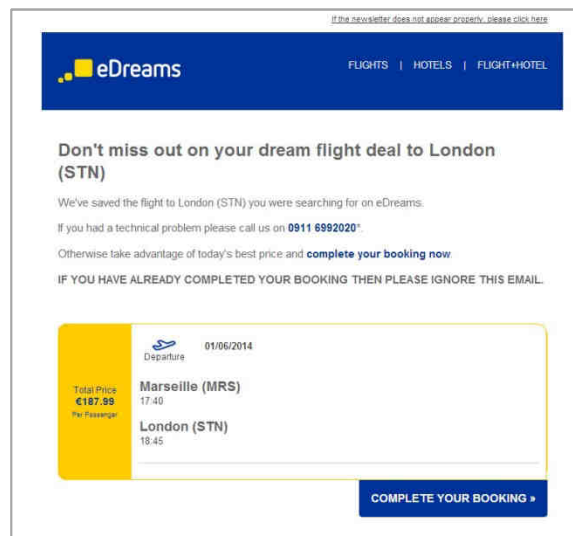 If the newsletter does not appear properly, please click here
eDreams
FLIGHTS | HOTELS | FLIGHT+HOTEL
Don't miss out on your dream flight deal to London
(STN)
We've saved the flight to London (STN) you were searching for on eDreams.
If you had a technical problem please call us on 0911 6992020*.
Otherwise take advantage of today's best price and complete your booking now.
IF YOU HAVE ALREADY COMPLETED YOUR BOOKING THEN PLEASE IGNORE THIS EMAIL.
Departure 01/06/2014
Total Price
€187.99
Per Passenger
Marseille (MRS)
17:40
London (STN)
18:45
COMPLETE YOUR BOOKING »